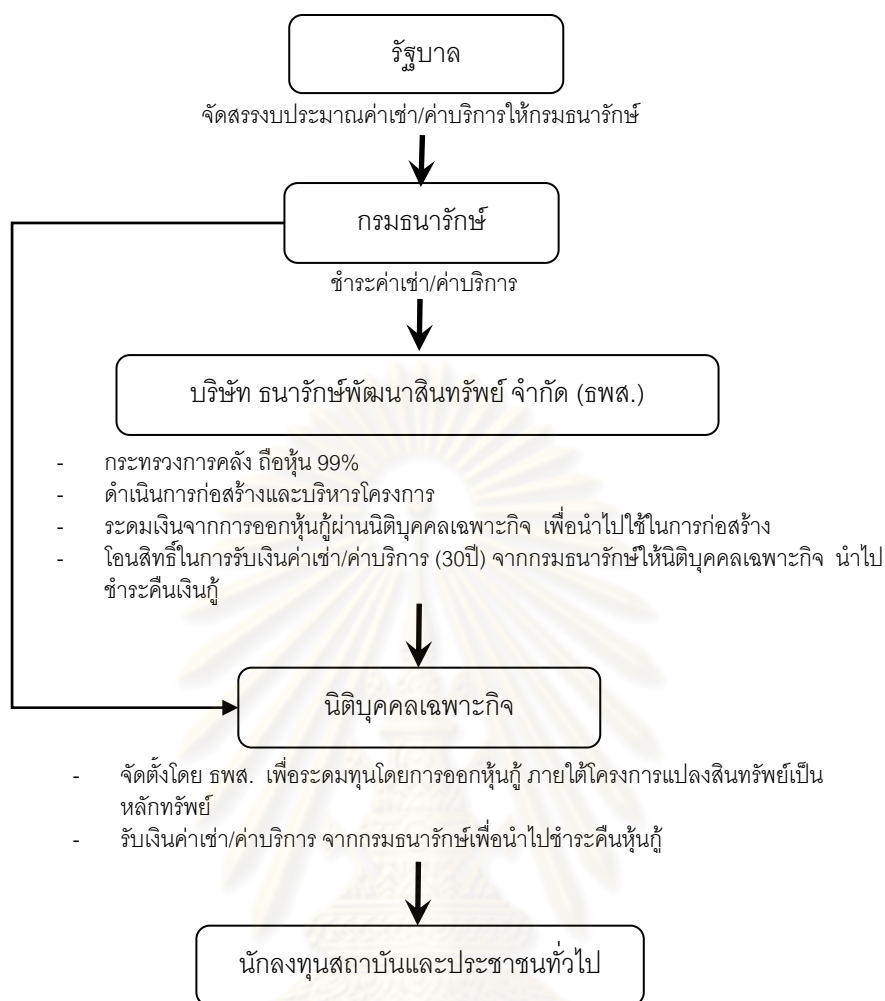 รัฐบาล
จัดสรรงบประมาณค่าเช่า/ค่าบริการให้กรมธนารักษ์
กรมธนารักษ์
ชำระค่าเช่า/ค่าบริการ
บริษัท ธนารักษ์พัฒนาสินทรัพย์ จำกัด (ธพส.)
- กระทรวงการคลัง ถือหุ้น 99%
- ดำเนินการก่อสร้างและบริหารโครงการ
- ระดมเงินจากการออกหุ้นกู้ผ่านนิติบุคคลเฉพาะกิจ เพื่อนำไปใช้ในการก่อสร้าง
- โอนสิทธิ์ในการรับเงินค่าเช่า/ค่าบริการ (30ปี) จากกรมธนารักษ์ให้นิติบุคคลเฉพาะกิจ นำไป
ชำระคืนเงินกู้
นิติบุคคลเฉพาะกิจ
- จัดตั้งโดย ธพส. เพื่อระดมทุนโดยการออกหุ้นกู้ ภายใต้โครงการแปลงสินทรัพย์เป็น
หลักทรัพย์
- รับเงินค่าเช่า/ค่าบริการ จากกรมธนารักษ์เพื่อนำไปชำระคืนหุ้นกู้
นักลงทุนสถาบันและประชาชนทั่วไป